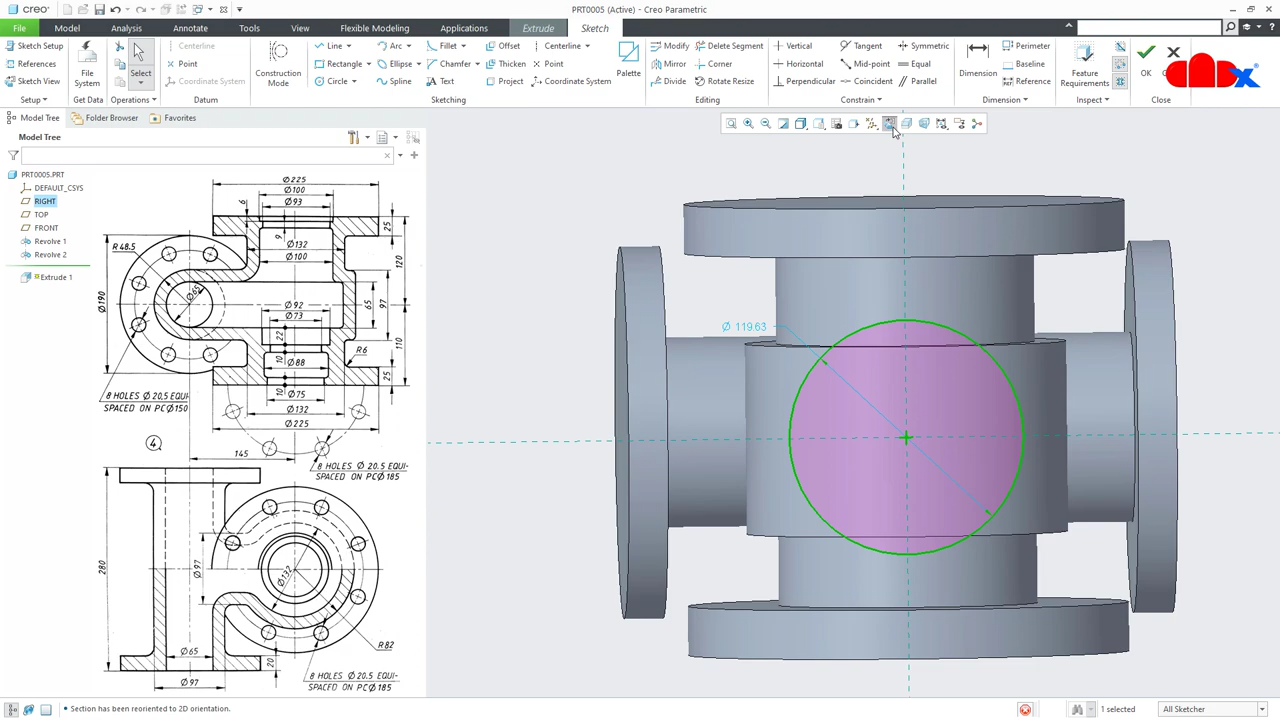 creo
PRT0005 (Active) - Creo Parametric
File Model Analysis Annotate Tools View Flexible Modeling Applications Extrude Sketch
Sketch Setup
References
Sketch View
Setup
File System
Get Data
Select
Operations
Centerline
Point
Coordinate System
Datum
Construction Mode
Line Arc Fillet Offset Centerline
Rectangle Ellipse Chamfer Thicken Point
Circle Spline Text Project Coordinate System
Sketching
Palette
Modify Delete Segment
Mirror Corner
Divide Rotate Resize
Editing
Vertical Tangent Symmetric
Horizontal Mid-point Equal
Perpendicular Coincident Parallel
Constrain
Dimension
Perimeter
Baseline
Reference
Dimension
Feature Requirements
Inspect
OK
Close
Model Tree Folder Browser Favorites
Model Tree
PRT0005.PRT
DEFAULT_CSYS
RIGHT
TOP
FRONT
Revolve 1
Revolve 2
Extrude 1
Ø225
Ø100
Ø93
6
9
25
R 48.5
Ø132
Ø100
120
Ø190
Ø65
Ø92
Ø73
65
97
22
10
Ø88
R6
110
10
Ø75
25
8 HOLES Ø 20,5 EQUI-
SPACED ON PCØ150
Ø132
Ø225
4
145
8 HOLES Ø 20.5 EQUI-
SPACED ON PCØ185
280
Ø97
Ø132
R82
Ø65
20
Ø97
8 HOLES Ø 20.5 EQUI-
SPACED ON PCØ185
Ø 119.63
Section has been reoriented to 2D orientation.
1 selected
All Sketcher